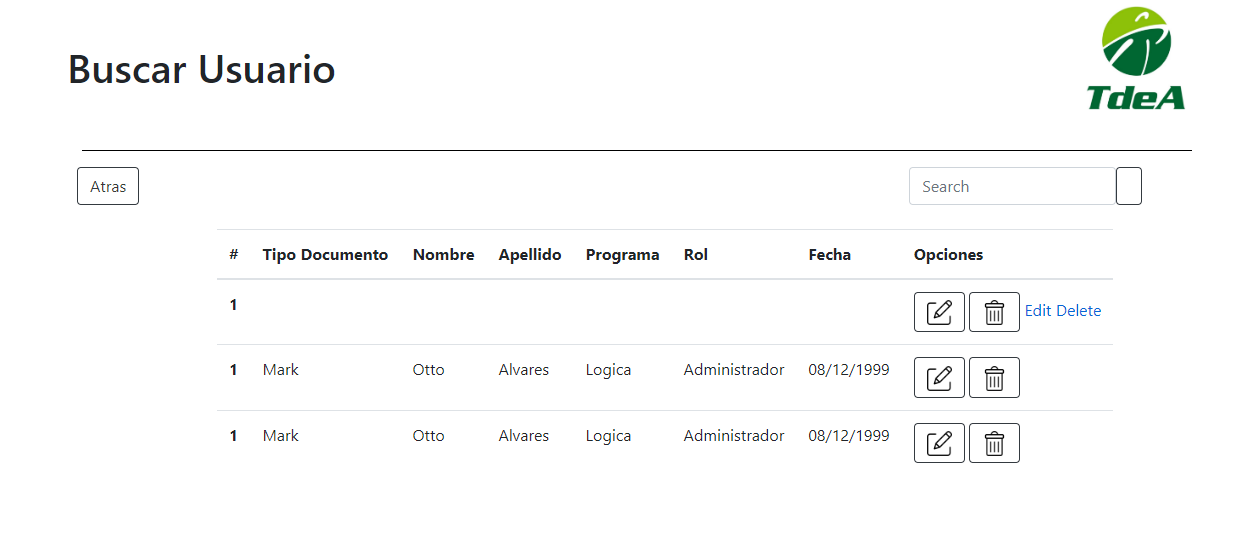 Buscar Usuario
TdeA
Atras
Search
# Tipo Documento Nombre Apellido Programa Rol Fecha Opciones
1 Edit Delete
1 Mark Otto Alvares Logica Administrador 08/12/1999
1 Mark Otto Alvares Logica Administrador 08/12/1999